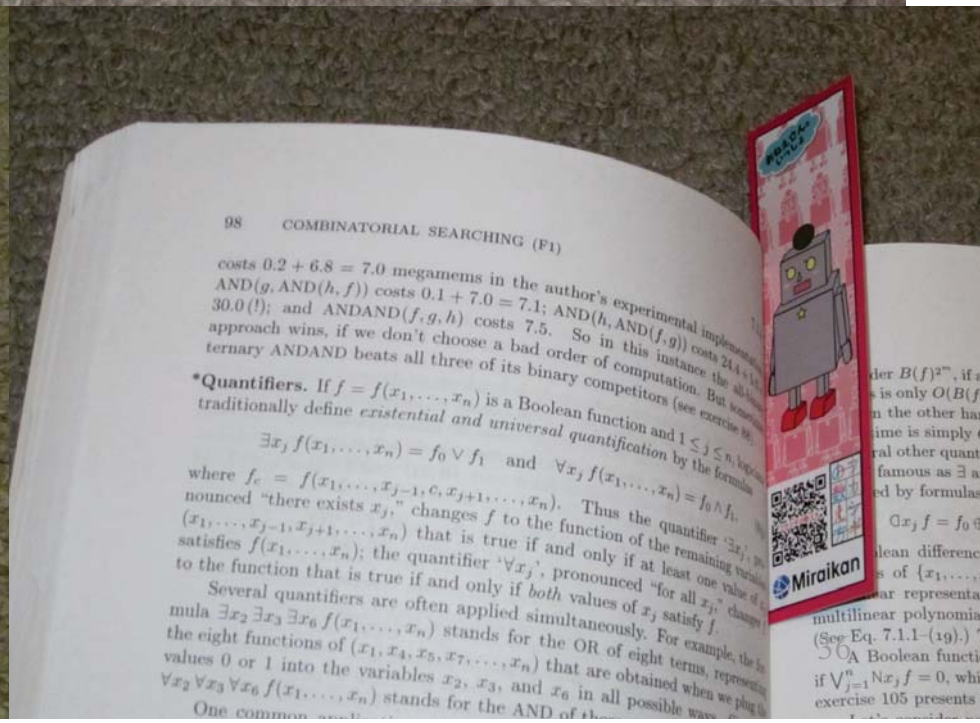 98 COMBINATORIAL SEARCHING (F1)
costs 0.2 + 6.8 = 7.0 megamems in the author's experimental
AND(g, AND(h, f)) costs 0.1 + 7.0 = 7.1; AND(h, AND(f, g)) costs 24.4 +
30.0 (!); and ANDAND(f, g, h) costs 7.5. So in this instance the
approach wins, if we don't choose a bad order of computation. But
ternary ANDAND beats all three of its binary competitors (see exercise
*Quantifiers. If f = f(x₁, . . . , xₙ) is a Boolean function and 1 ≤ j ≤ n,
traditionally define existential and universal quantification by the formulas
∃xⱼ f(x₁, . . . , xₙ) = f₀ ∨ f₁ and ∀xⱼ f(x₁, . . . , xₙ) = f₀ ∧ f₁,
where f_c = f(x₁, . . . , xⱼ₋₁, c, xⱼ₊₁, . . . , xₙ). Thus the quantifier '∃xⱼ',
nounced "there exists xⱼ," changes f to the function of the remaining
(x₁, . . . , xⱼ₋₁, xⱼ₊₁, . . . , xₙ) that is true if and only if at least one value of
satisfies f(x₁, . . . , xₙ); the quantifier '∀xⱼ', pronounced "for all xⱼ," changes
to the function that is true if and only if both values of xⱼ satisfy f.
Several quantifiers are often applied simultaneously. For example, the
mula ∃x₂ ∃x₃ ∃x₆ f(x₁, . . . , xₙ) stands for the OR of eight terms,
the eight functions of (x₁, x₄, x₅, x₇, . . . , xₙ) that are obtained when we plug the
values 0 or 1 into the variables x₂, x₃, and x₆ in all possible
∀x₂ ∀x₃ ∀x₆ f(x₁, . . . , xₙ) stands for the AND of
One common
Miraikan
der B(f)
is only O(B(f
n the other
ime is simply
ral other quant
famous as ∃
ed by formulas
xⱼ f = f₀
lean differenc
s of {x₁, . . .
ar representa
multilinear polynomi
(See Eq. 7.1.1–(19).)
A Boolean functi
if ⋁ⁿⱼ₌₁ Nxⱼ f = 0, whi
exercise 105 presents